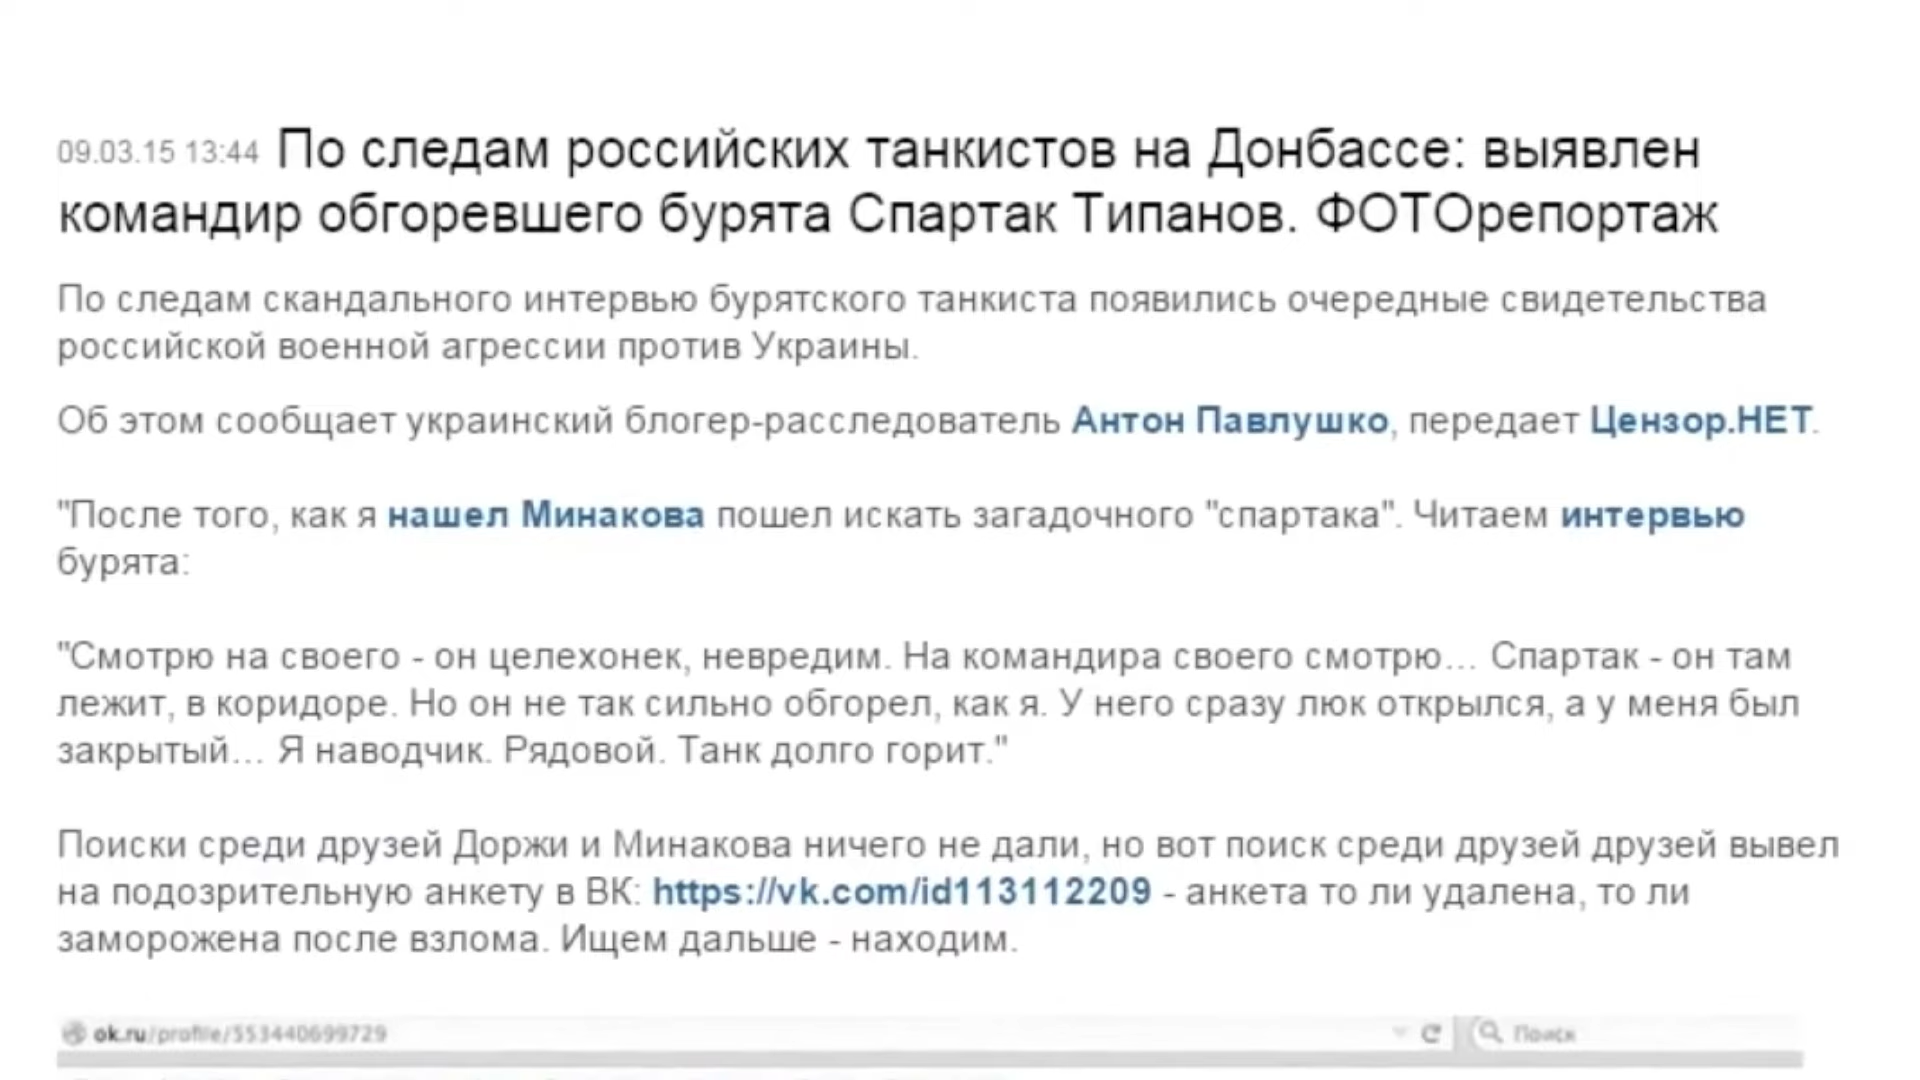 09.03.15 13:44 По следам российских танкистов на Донбассе: выявлен
командир обгоревшего бурята Спартак Типанов. ФОТОрепортаж
По следам скандального интервью бурятского танкиста появились очередные свидетельства
российской военной агрессии против Украины.
Об этом сообщает украинский блогер-расследователь Антон Павлушко, передает Цензор.НЕТ.
"После того, как я нашел Минакова пошел искать загадочного "спартака". Читаем интервью
бурята:
"Смотрю на своего - он целехонек, невредим. На командира своего смотрю... Спартак - он там
лежит, в коридоре. Но он не так сильно обгорел, как я. У него сразу люк открылся, а у меня был
закрытый... Я наводчик. Рядовой. Танк долго горит."
Поиски среди друзей Доржи и Минакова ничего не дали, но вот поиск среди друзей друзей вывел
на подозрительную анкету в ВК: https://vk.com/id113112209 - анкета то ли удалена, то ли
заморожена после взлома. Ищем дальше - находим.
ok.ru/profile/553440699729 Поиск